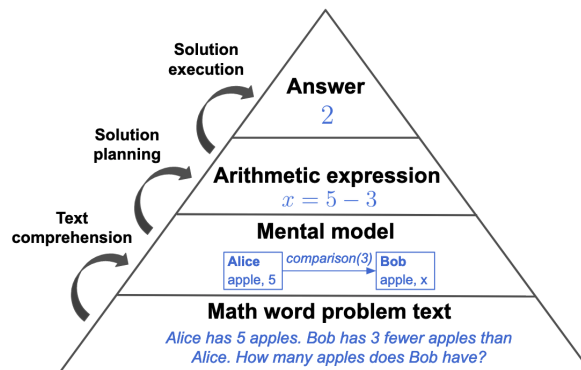 Solution
execution
Answer
2
Solution
planning
Arithmetic expression
x = 5 − 3
Text
comprehension
Mental model
Alice
apple, 5
comparison(3)
Bob
apple, x
Math word problem text
Alice has 5 apples. Bob has 3 fewer apples than
Alice. How many apples does Bob have?